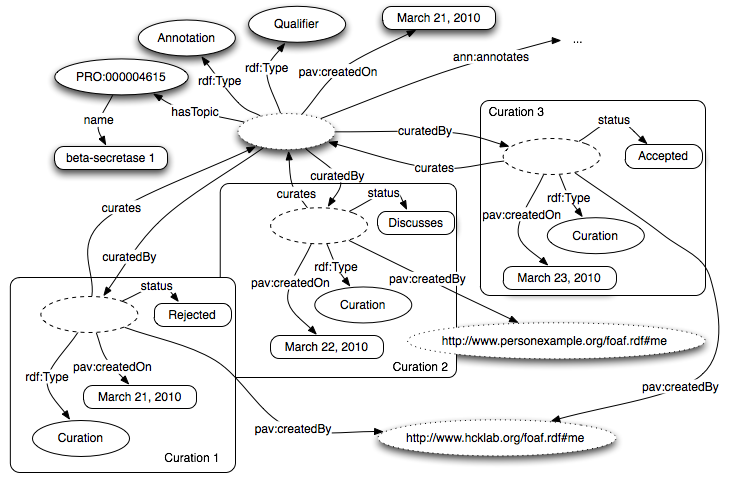 Qualifier
March 21, 2010
Annotation
...
rdf:Type
rdf:Type
pav:createdOn
ann:annotates
PRO:000004615
hasTopic
name
beta-secretase 1
curatedBy
Curation 3
status
Accepted
curates
curatedBy
curates
curates
status
Discusses
rdf:Type
pav:createdOn
Curation
March 23, 2010
curatedBy
rdf:Type
pav:createdOn
pav:createdBy
Curation
March 22, 2010
Curation 2
status
Rejected
rdf:Type
pav:createdOn
March 21, 2010
Curation
Curation 1
http://www.personexample.org/foaf.rdf#me
pav:createdBy
pav:createdBy
http://www.hcklab.org/foaf.rdf#me